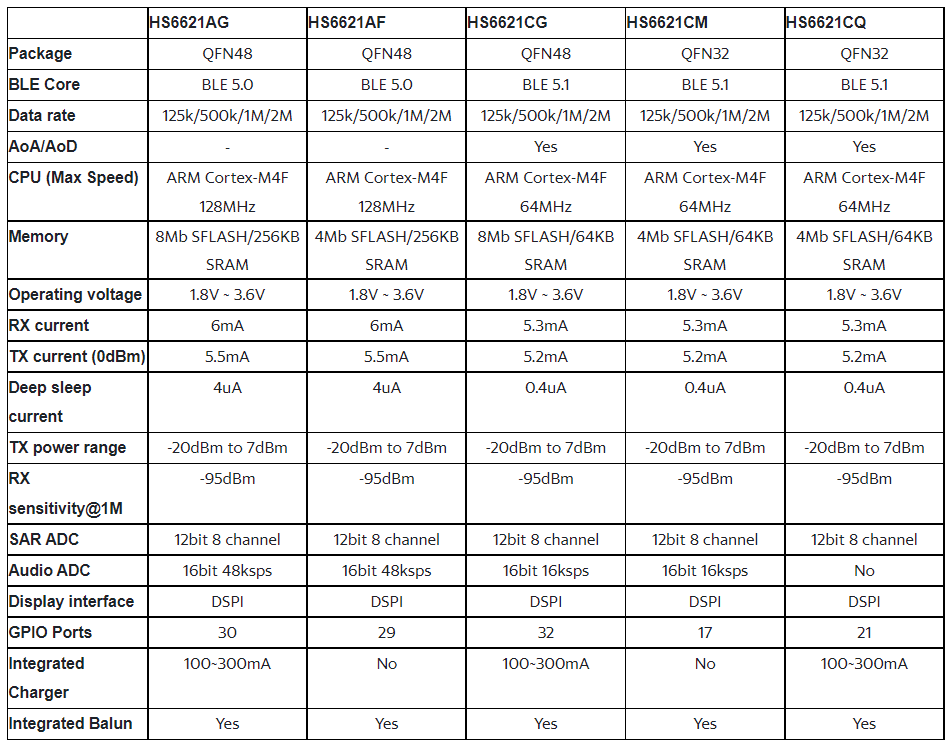 HS6621AG HS6621AF HS6621CG HS6621CM HS6621CQ
Package QFN48 QFN48 QFN48 QFN32 QFN32
BLE Core BLE 5.0 BLE 5.0 BLE 5.1 BLE 5.1 BLE 5.1
Data rate 125k/500k/1M/2M 125k/500k/1M/2M 125k/500k/1M/2M 125k/500k/1M/2M 125k/500k/1M/2M
AoA/AoD - - Yes Yes Yes
CPU (Max Speed) ARM Cortex-M4F ARM Cortex-M4F ARM Cortex-M4F ARM Cortex-M4F ARM Cortex-M4F
128MHz 128MHz 64MHz 64MHz 64MHz
Memory 8Mb SFLASH/256KB 4Mb SFLASH/256KB 8Mb SFLASH/64KB 4Mb SFLASH/64KB 4Mb SFLASH/64KB
SRAM SRAM SRAM SRAM SRAM
Operating voltage 1.8V ~ 3.6V 1.8V ~ 3.6V 1.8V ~ 3.6V 1.8V ~ 3.6V 1.8V ~ 3.6V
RX current 6mA 6mA 5.3mA 5.3mA 5.3mA
TX current (0dBm) 5.5mA 5.5mA 5.2mA 5.2mA 5.2mA
Deep sleep 4uA 4uA 0.4uA 0.4uA 0.4uA
current
TX power range -20dBm to 7dBm -20dBm to 7dBm -20dBm to 7dBm -20dBm to 7dBm -20dBm to 7dBm
RX -95dBm -95dBm -95dBm -95dBm -95dBm
sensitivity@1M
SAR ADC 12bit 8 channel 12bit 8 channel 12bit 8 channel 12bit 8 channel 12bit 8 channel
Audio ADC 16bit 48ksps 16bit 48ksps 16bit 16ksps 16bit 16ksps No
Display interface DSPI DSPI DSPI DSPI DSPI
GPIO Ports 30 29 32 17 21
Integrated 100~300mA No 100~300mA No 100~300mA
Charger
Integrated Balun Yes Yes Yes Yes Yes